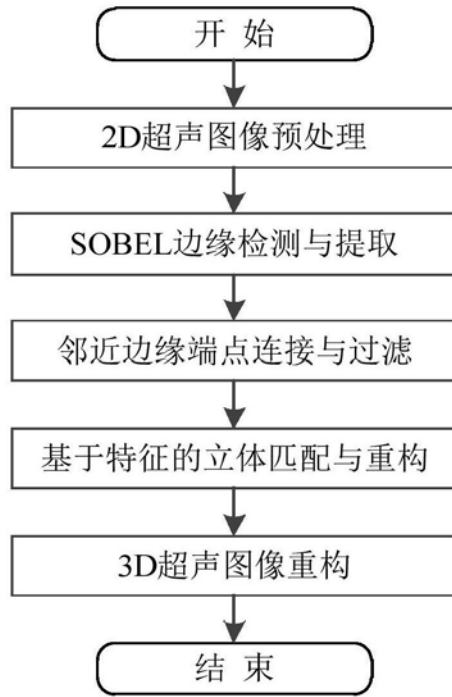 开 始
2D超声图像预处理
SOBEL边缘检测与提取
邻近边缘端点连接与过滤
基于特征的立体匹配与重构
3D超声图像重构
结 束